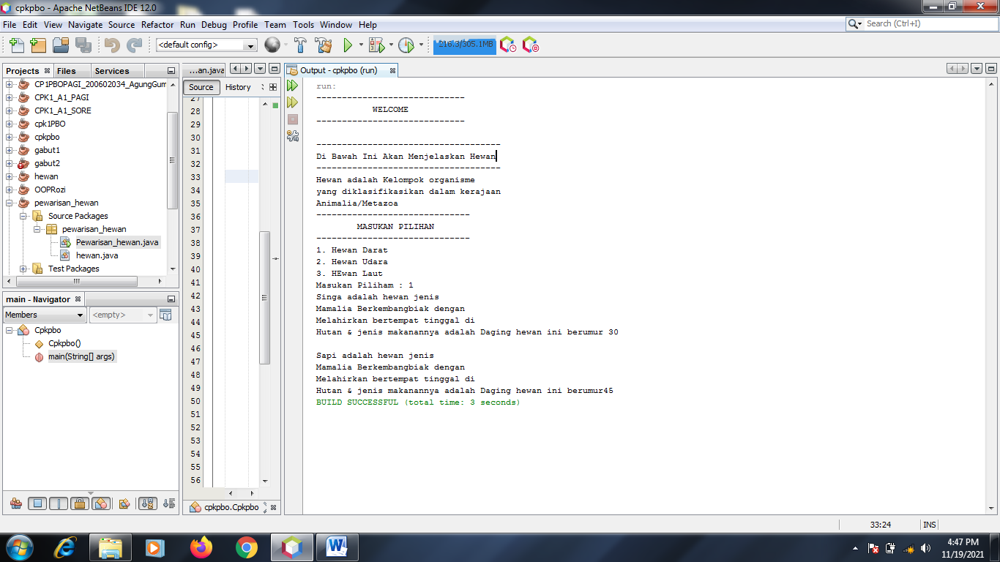 cpkpbo - Apache NetBeans IDE 12.0
File Edit View Navigate Source Refactor Run Debug Profile Team Tools Window Help
Search (Ctrl+I)
<default config>
216.3/305.1MB
Projects Files Services
CP1PBOPAGI_200602034_AgungGum
CPK1_A1_PAGI
CPK1_A1_SORE
cpk1PBO
cpkpbo
gabut1
gabut2
hewan
OOPRozi
pewarisan_hewan
Source Packages
pewarisan_hewan
Pewarisan_hewan.java
hewan.java
Test Packages
main - Navigator
Members
<empty>
Cpkpbo
Cpkpbo()
main(String[] args)
...an.java
Source History
27
28
29
30
31
32
33
34
35
36
37
38
39
40
41
42
43
44
45
46
47
48
49
50
51
52
53
54
55
56
cpkpbo.Cpkpbo
Output - cpkpbo (run)
run:
-----------------------------
WELCOME
-----------------------------
------------------------------------
Di Bawah Ini Akan Menjelaskan Hewan
------------------------------------
Hewan adalah Kelompok organisme
yang diklasifikasikan dalam kerajaan
Animalia/Metazoa
------------------------------
MASUKAN PILIHAN
------------------------------
1. Hewan Darat
2. Hewan Udara
3. HEwan Laut
Masukan Piliham : 1
Singa adalah hewan jenis
Mamalia Berkembangbiak dengan
Melahirkan bertempat tinggal di
Hutan & jenis makanannya adalah Daging hewan ini berumur 30
Sapi adalah hewan jenis
Mamalia Berkembangbiak dengan
Melahirkan bertempat tinggal di
Hutan & jenis makanannya adalah Daging hewan ini berumur45
BUILD SUCCESSFUL (total time: 3 seconds)
33:24 INS
4:47 PM
11/19/2021